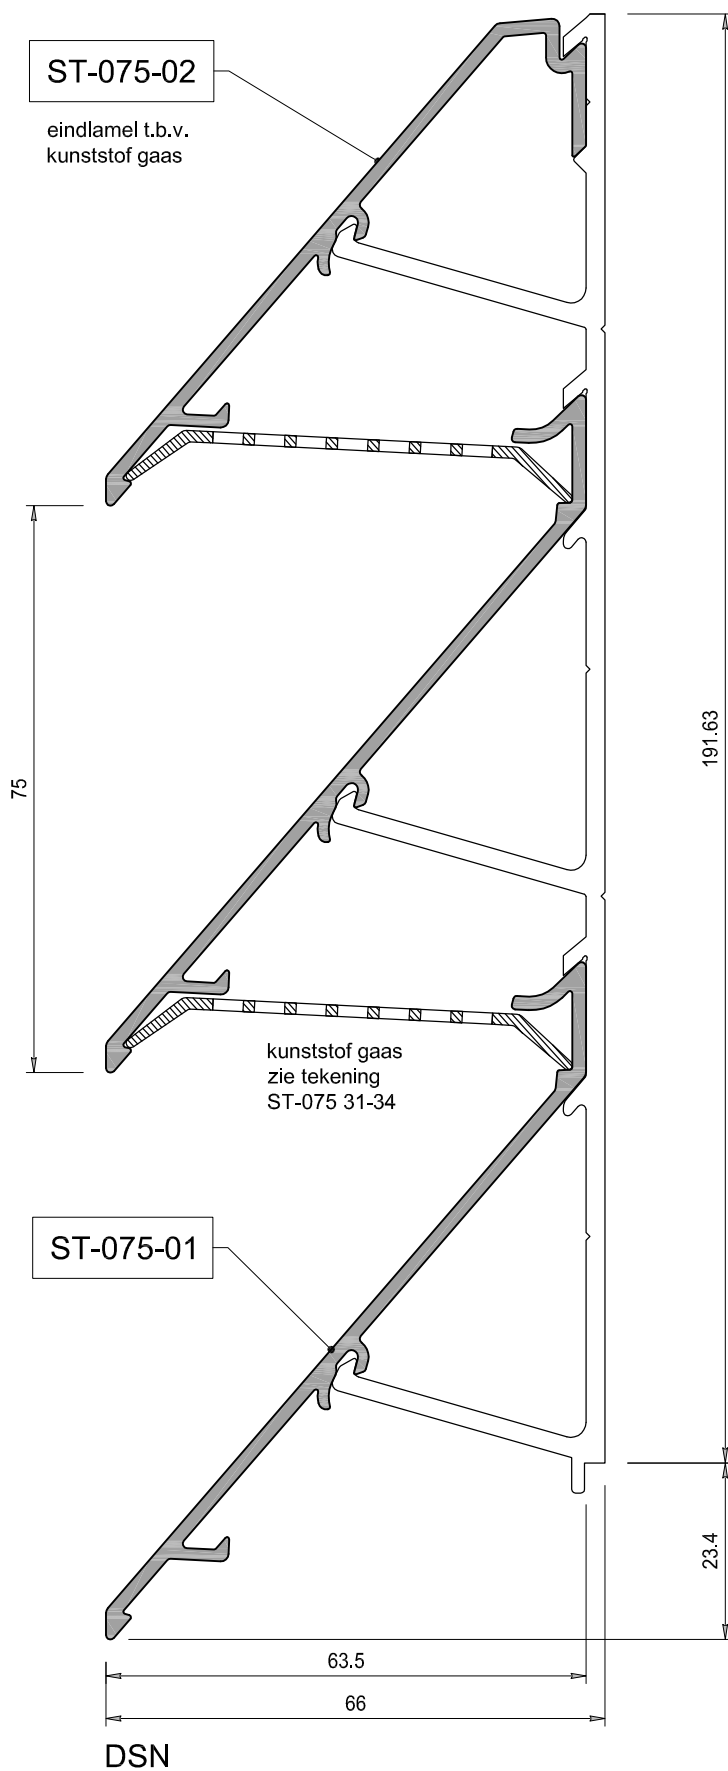 ST-075-02
eindlamel t.b.v.
kunststof gaas
191.63
75
kunststof gaas
zie tekening
ST-075 31-34
ST-075-01
23.4
63.5
66
DSN